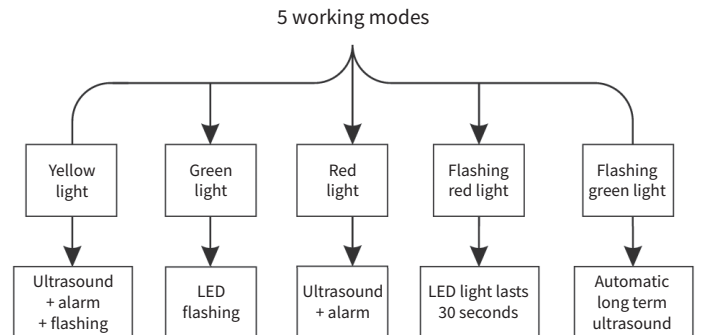 5 working modes
Yellow
light
Green
light
Red
light
Flashing
red light
Flashing
green light
Ultrasound
+ alarm
+ flashing
LED
flashing
Ultrasound
+ alarm
LED light lasts
30 seconds
Automatic
long term
ultrasound